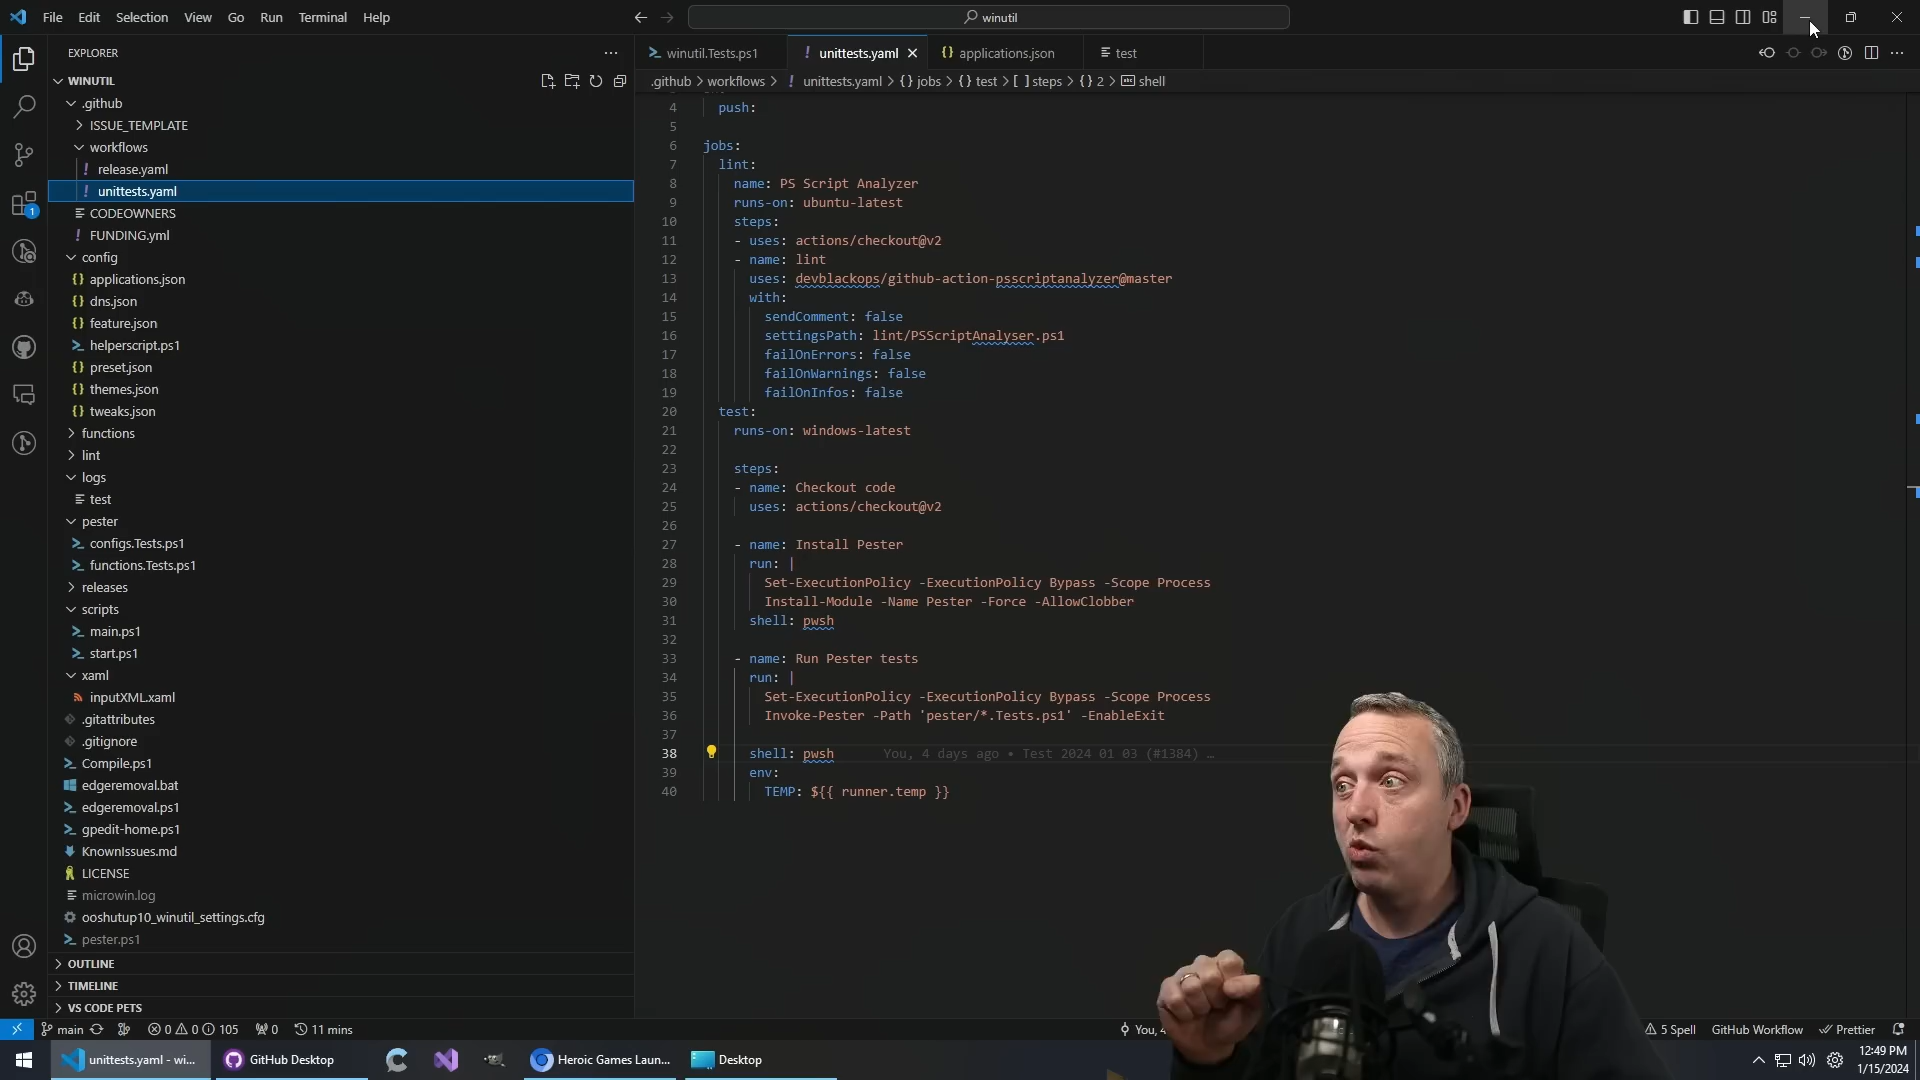 File Edit Selection View Go Run Terminal Help
winutil
EXPLORER
WINUTIL
.github
ISSUE_TEMPLATE
workflows
! release.yaml
! unittests.yaml
CODEOWNERS
! FUNDING.yml
config
{} applications.json
{} dns.json
{} feature.json
helperscript.ps1
{} preset.json
{} themes.json
{} tweaks.json
functions
lint
logs
test
pester
configs.Tests.ps1
functions.Tests.ps1
releases
scripts
main.ps1
start.ps1
xaml
inputXML.xaml
.gitattributes
.gitignore
Compile.ps1
edgeremoval.bat
edgeremoval.ps1
gpedit-home.ps1
KnownIssues.md
LICENSE
microwin.log
ooshutup10_winutil_settings.cfg
pester.ps1
OUTLINE
TIMELINE
VS CODE PETS
1
winutil.Tests.ps1 ! unittests.yaml {} applications.json test
.github > workflows > ! unittests.yaml > {} jobs > {} test > [ ] steps > {} 2 > abc shell
4 push:
5
6 jobs:
7 lint:
8 name: PS Script Analyzer
9 runs-on: ubuntu-latest
10 steps:
11 - uses: actions/checkout@v2
12 - name: lint
13 uses: devblackops/github-action-psscriptanalyzer@master
14 with:
15 sendComment: false
16 settingsPath: lint/PSScriptAnalyser.ps1
17 failOnErrors: false
18 failOnWarnings: false
19 failOnInfos: false
20 test:
21 runs-on: windows-latest
22
23 steps:
24 - name: Checkout code
25 uses: actions/checkout@v2
26
27 - name: Install Pester
28 run: |
29 Set-ExecutionPolicy -ExecutionPolicy Bypass -Scope Process
30 Install-Module -Name Pester -Force -AllowClobber
31 shell: pwsh
32
33 - name: Run Pester tests
34 run: |
35 Set-ExecutionPolicy -ExecutionPolicy Bypass -Scope Process
36 Invoke-Pester -Path 'pester/*.Tests.ps1' -EnableExit
37
38 shell: pwsh You, 4 days ago • Test 2024 01 03 (#1384) …
39 env:
40 TEMP: ${{ runner.temp }}
main 0 0 105 0 11 mins You, 5 Spell GitHub Workflow Prettier
unittests.yaml - wi... GitHub Desktop Heroic Games Laun... Desktop
12:49 PM
1/15/2024